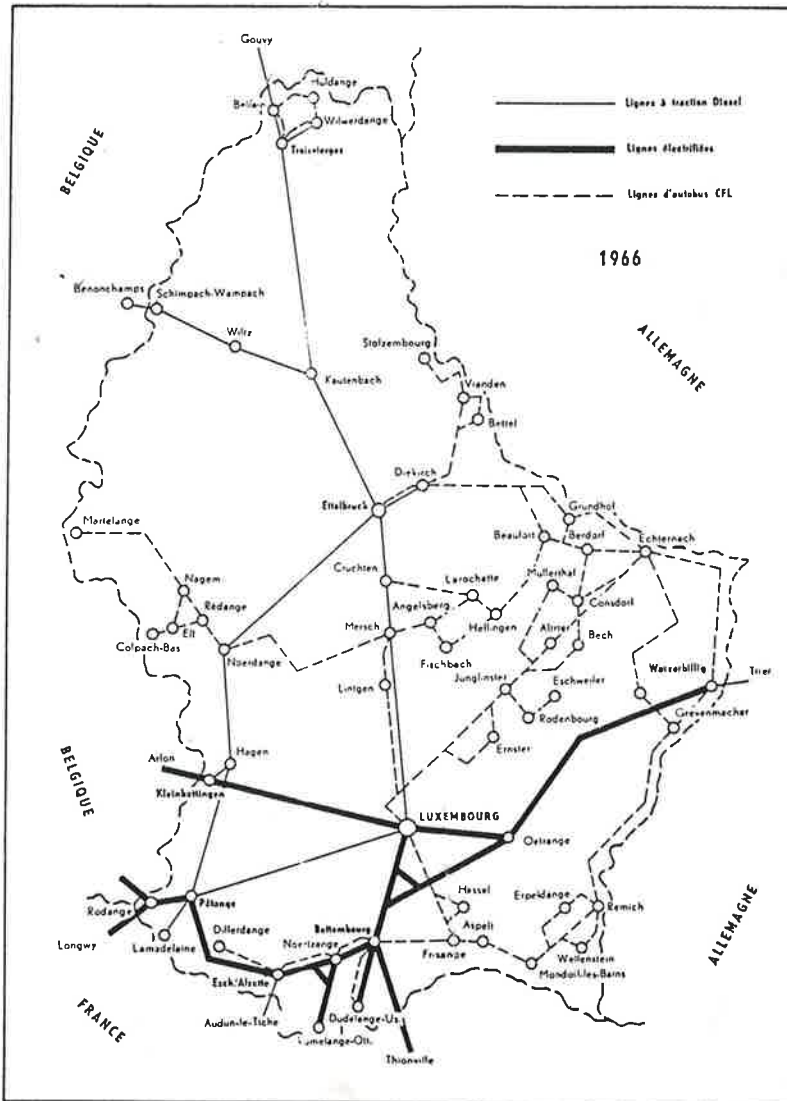 Gouvy
Huldange
Wilwerdange
Troisvierges
Lignes à traction Diesel
Lignes électrifiées
Lignes d'autobus CFL
BELGIQUE
1966
Benonchamps
Schimpach-Wampach
Wiltz
Kautenbach
Stolzembourg
ALLEMAGNE
Vianden
Bettel
Diekirch
Ettelbruck
Grundhof
Martelange
Beaufort
Berdorf
Echternach
Cruchten
Larochette
Mullerthal
Nagem
Rédange
Angelsberg
Consdorf
Ell
Mersch
Heffingen
Altrier
Colpach-Bas
Noerdange
Fischbach
Bech
Lintgen
Junglinster
Eschweiler
Wasserbillig
Trier
Rodenbourg
Grevenmacher
Arlon
Hagen
Ernster
Kleinbettingen
BELGIQUE
LUXEMBOURG
Oetrange
Rodange
Pétange
Hassel
Erpeldange
Remich
ALLEMAGNE
Longwy
Lamadelaine
Differdange
Noertzange
Bettembourg
Aspelt
Frisange
Wellenstein
Mondorf-les-Bains
Esch/Alzette
FRANCE
Audun-le-Tiche
Dudelange-Us.
Thionville